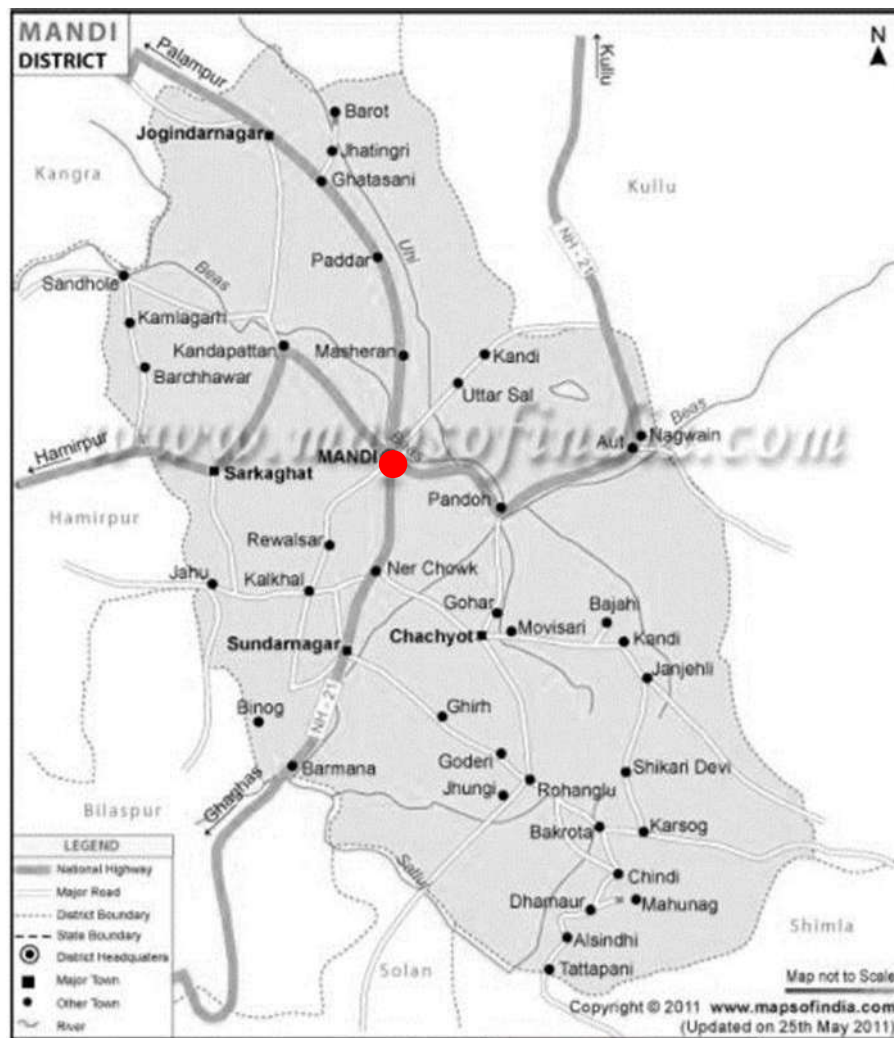 MANDI
DISTRICT
N
Palampur
Kullu
Barot
Jogindarnagar
Jhatingri
Ghatasani
Kangra
Kullu
Uhl
NH - 21
Paddar
Beas
Sandhole
Kamlagarh
Kandapattan
Masheran
Kandi
Barchhawar
Uttar Sal
Beas
www.mapsofindia.com
Hamirpur
Beas
Nagwain
Aut
MANDI
Sarkaghat
Pandoh
Hamirpur
Rewalsar
Jahu
Kalkhal
Ner Chowk
Gohar
Bajahi
Sundarnagar
Chachyot
Movisari
Kandi
Janjehli
NH - 21
Binog
Ghirh
Goderi
Barmana
Shikari Devi
Jhungi
Rohanglu
Ghaghas
Bilaspur
Bakrota
Karsog
LEGEND
National Highway
Major Road
District Boundary
State Boundary
District Headquaters
Major Town
Other Town
River
Chindi
Dhamaur
Mahunag
Shimla
Alsindhi
Solan
Tattapani
Map not to Scale
Copyright © 2011 www.mapsofindia.com
(Updated on 25th May 2011)